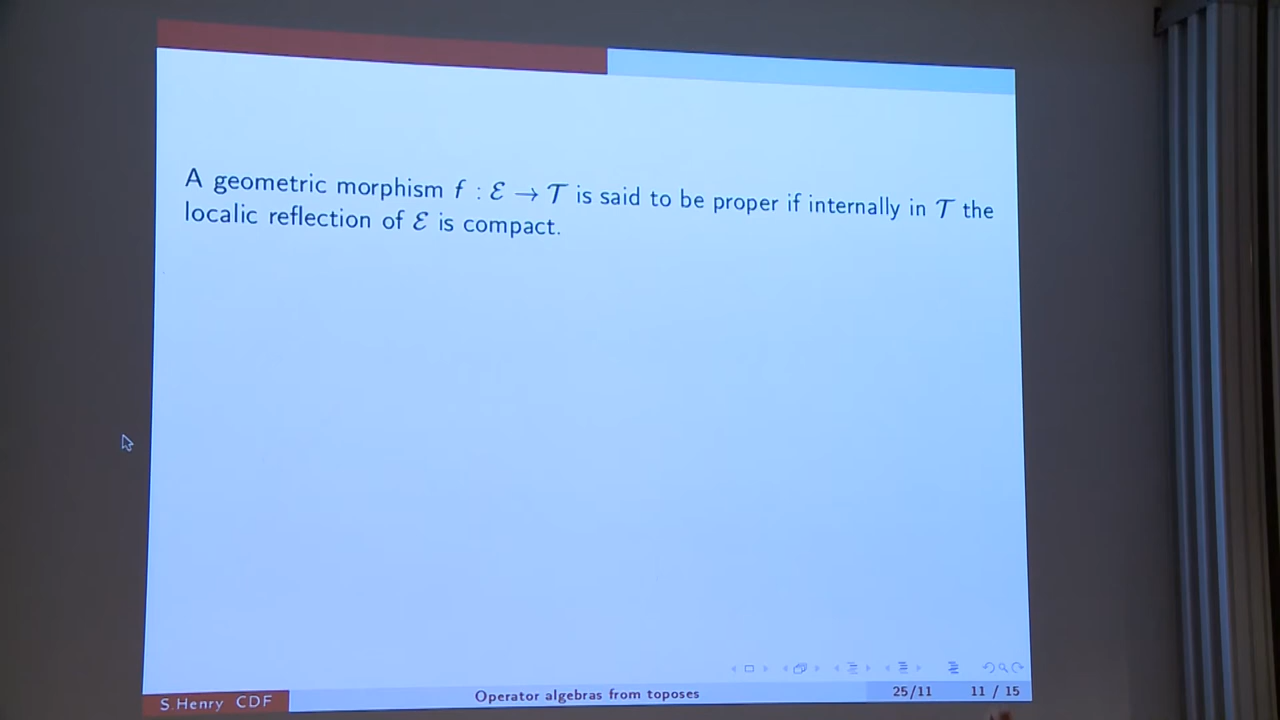 A geometric morphism f : ℰ → 𝒯 is said to be proper if internally in 𝒯 the
localic reflection of ℰ is compact.
S.Henry CDF
Operator algebras from toposes
25/11
11 / 15